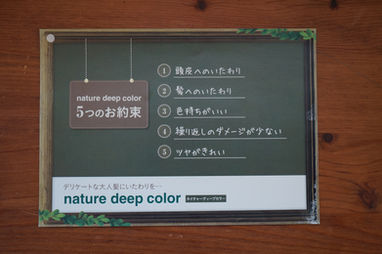 nature deep color
5つのお約束
1 頭皮へのいたわり
2 髪へのいたわり
3 色持ちがいい
4 繰り返しのダメージが少ない
5 ツヤがきれい
デリケートな大人髪にいたわりを…
nature deep color ネイチャーディープカラー